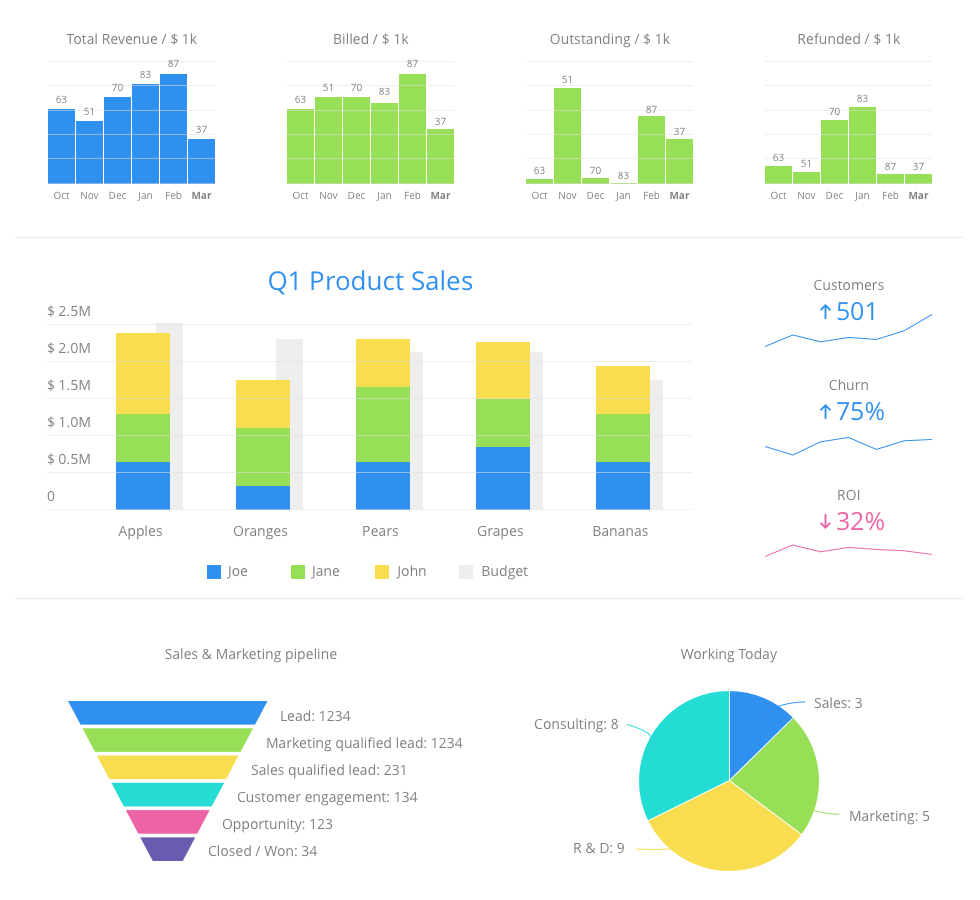 Total Revenue / $ 1k
63
51
70
83
87
37
Oct Nov Dec Jan Feb Mar
Billed / $ 1k
63
51
70
83
87
37
Oct Nov Dec Jan Feb Mar
Outstanding / $ 1k
63
51
70
83
87
37
Oct Nov Dec Jan Feb Mar
Refunded / $ 1k
63
51
70
83
87
37
Oct Nov Dec Jan Feb Mar
Q1 Product Sales
$ 2.5M
$ 2.0M
$ 1.5M
$ 1.0M
$ 0.5M
0
Apples Oranges Pears Grapes Bananas
Joe Jane John Budget
Customers
↑501
Churn
↑75%
ROI
↓32%
Sales & Marketing pipeline
Lead: 1234
Marketing qualified lead: 1234
Sales qualified lead: 231
Customer engagement: 134
Opportunity: 123
Closed / Won: 34
Working Today
Sales: 3
Consulting: 8
Marketing: 5
R & D: 9